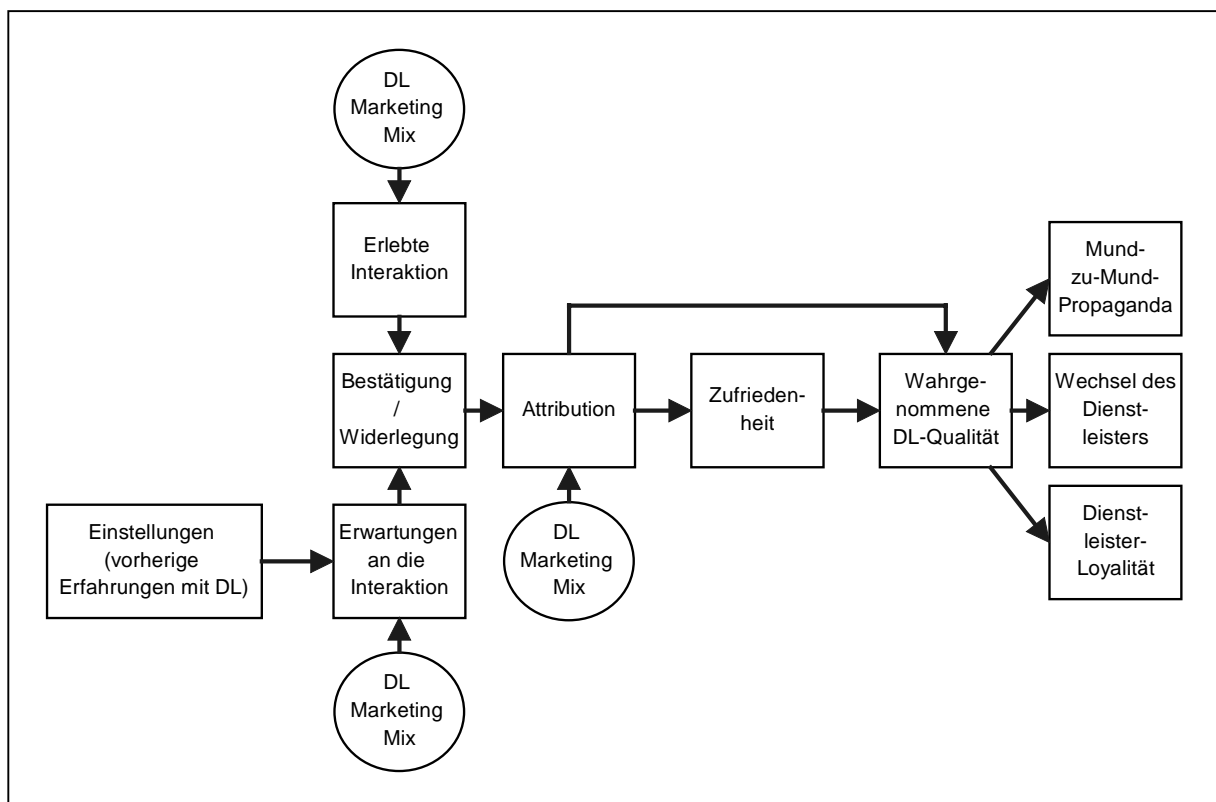 DL
Marketing
Mix
Erlebte
Interaktion
Bestätigung
/
Widerlegung
Attribution
Zufrieden-
heit
Wahrge-
nommene
DL-Qualität
Mund-
zu-Mund-
Propaganda
Wechsel des
Dienst-
leisters
Dienst-
leister-
Loyalität
Einstellungen
(vorherige
Erfahrungen mit DL)
Erwartungen
an die
Interaktion
DL
Marketing
Mix
DL
Marketing
Mix